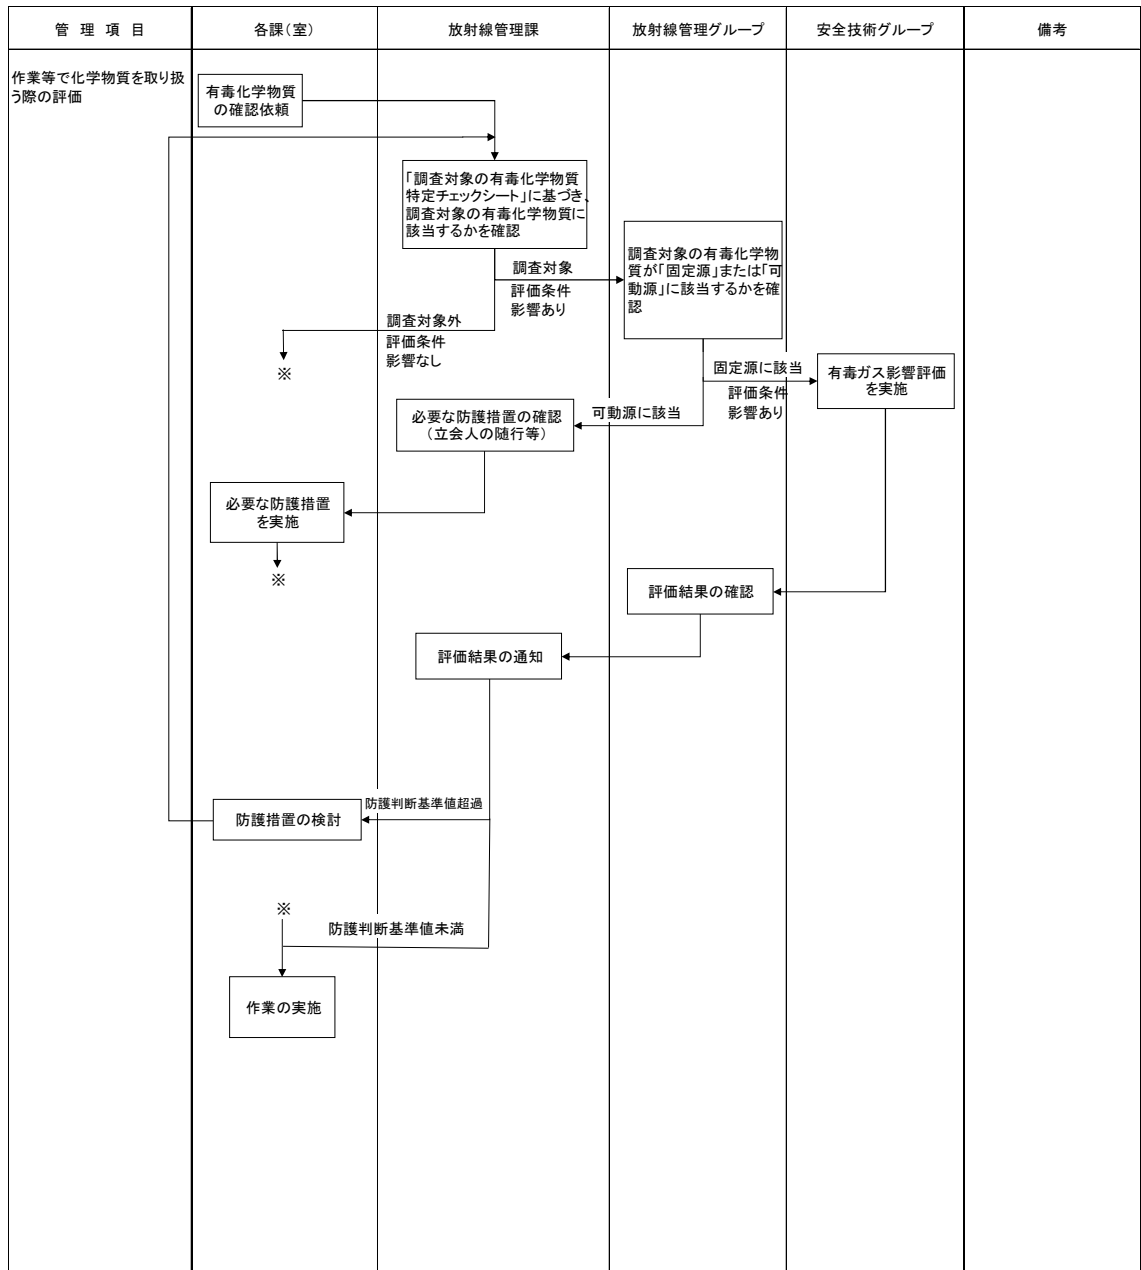 管 理 項 目
各課(室)
放射線管理課
放射線管理グループ
安全技術グループ
備考
作業等で化学物質を取り扱
う際の評価
有毒化学物質
の確認依頼
「調査対象の有毒化学物質
特定チェックシート」に基づき、
調査対象の有毒化学物質に
該当するかを確認
調査対象
評価条件
影響あり
調査対象の有毒化学物
質が「固定源」または「可
動源」に該当するかを確
認
調査対象外
評価条件
影響なし
※
固定源に該当
評価条件
影響あり
有毒ガス影響評価
を実施
可動源に該当
必要な防護措置の確認
(立会人の随行等)
必要な防護措置
を実施
※
評価結果の確認
評価結果の通知
防護判断基準値超過
防護措置の検討
※
防護判断基準値未満
作業の実施